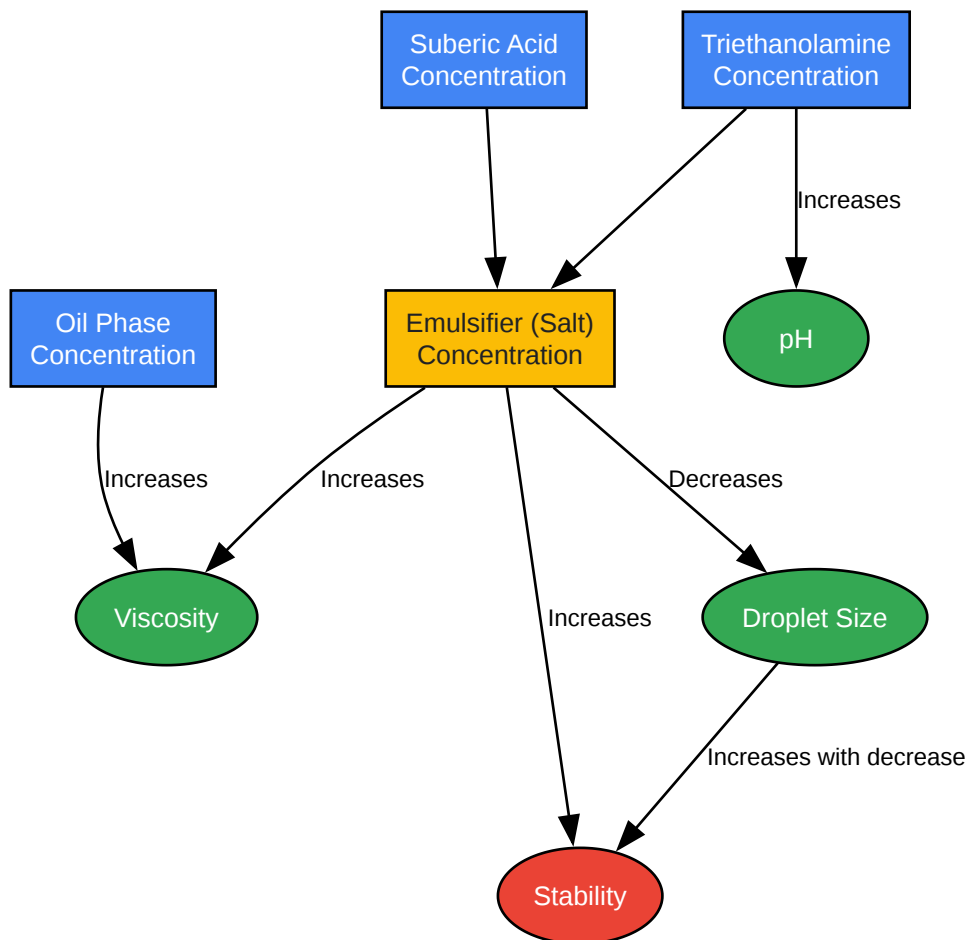 Suberic Acid
Concentration
Triethanolamine
Concentration
Increases
Oil Phase
Concentration
Emulsifier (Salt)
Concentration
pH
Increases
Increases
Decreases
Viscosity
Increases
Droplet Size
Increases with decrease
Stability